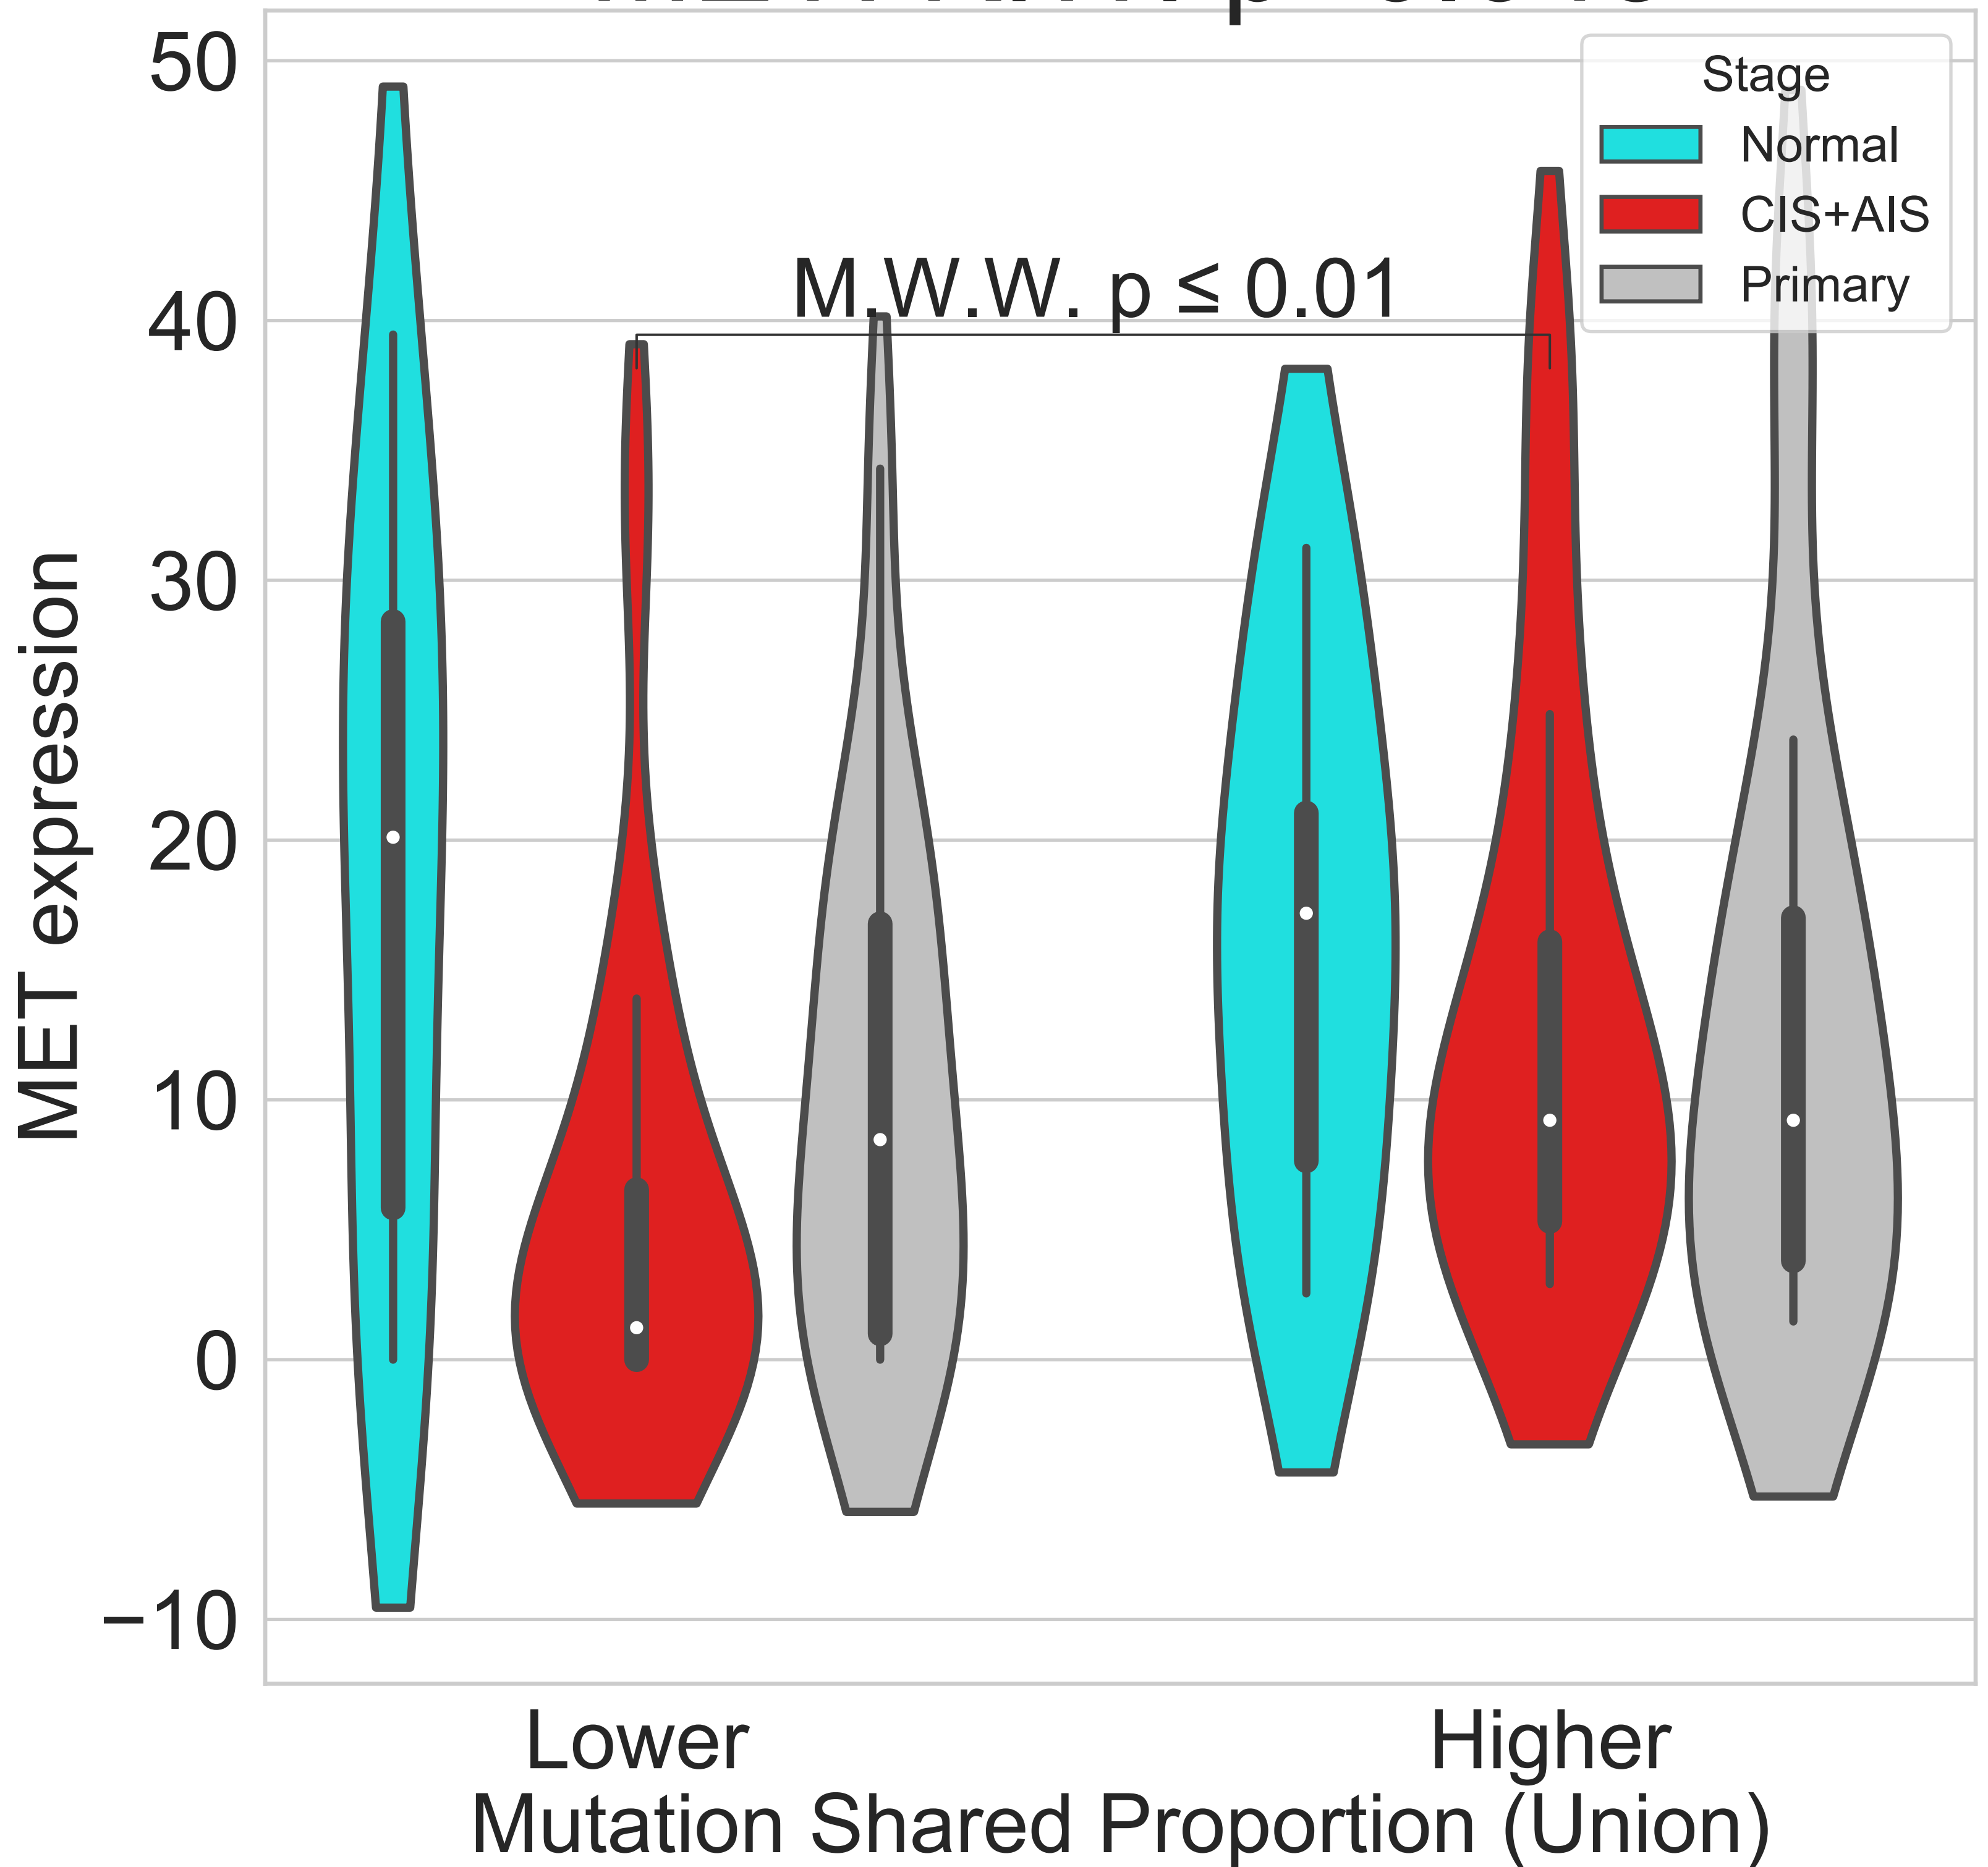 50
40
30
20
10
0
−10
MET expression
Stage
Normal
CIS+AIS
Primary
M.W.W. p ≤ 0.01
Lower
Higher
Mutation Shared Proportion (Union)